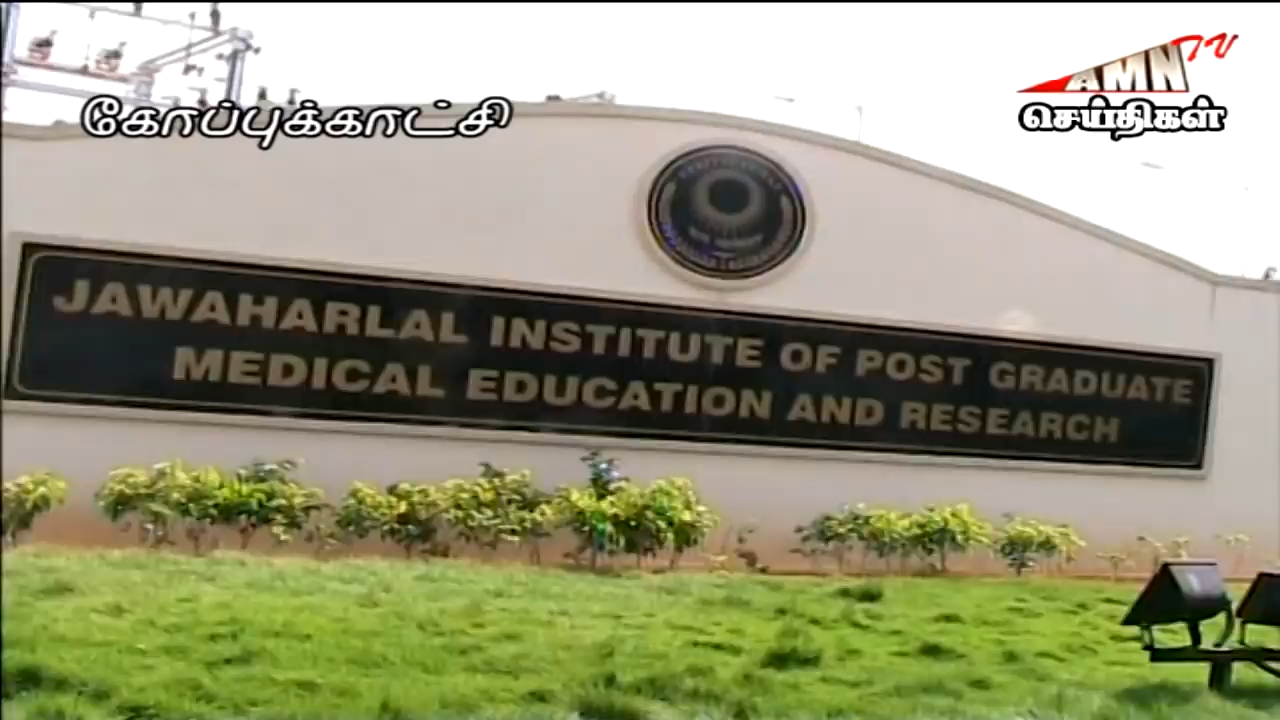 கோப்புக்காட்சி
AMN TV
செய்திகள்
JAWAHARLAL INSTITUTE OF POST GRADUATE
MEDICAL EDUCATION AND RESEARCH